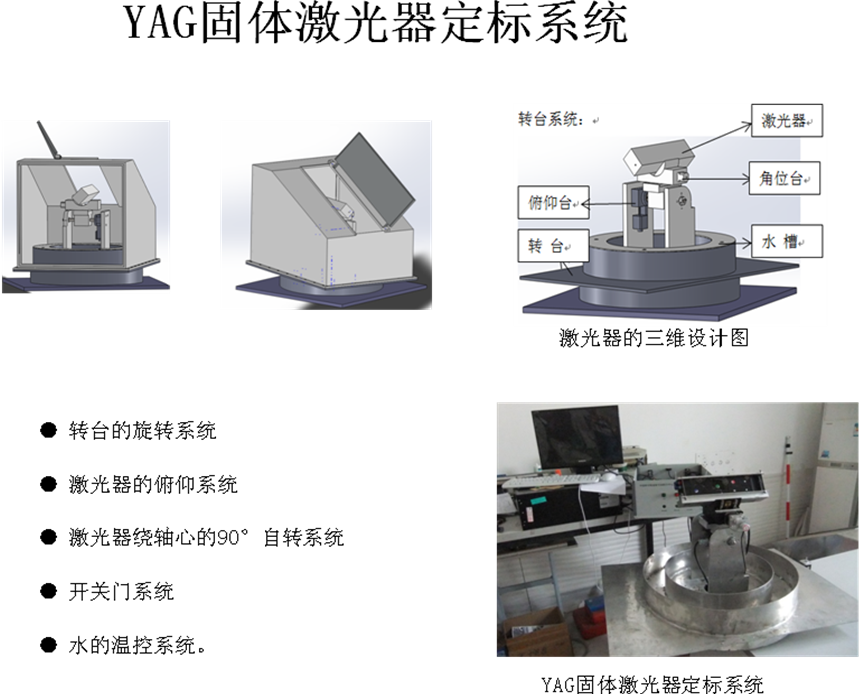 YAG固体激光器定标系统
转台系统：
激光器
角位台
俯仰台
水 槽
转 台
激光器的三维设计图
● 转台的旋转系统
● 激光器的俯仰系统
● 激光器绕轴心的90°自转系统
● 开关门系统
● 水的温控系统。
YAG固体激光器定标系统